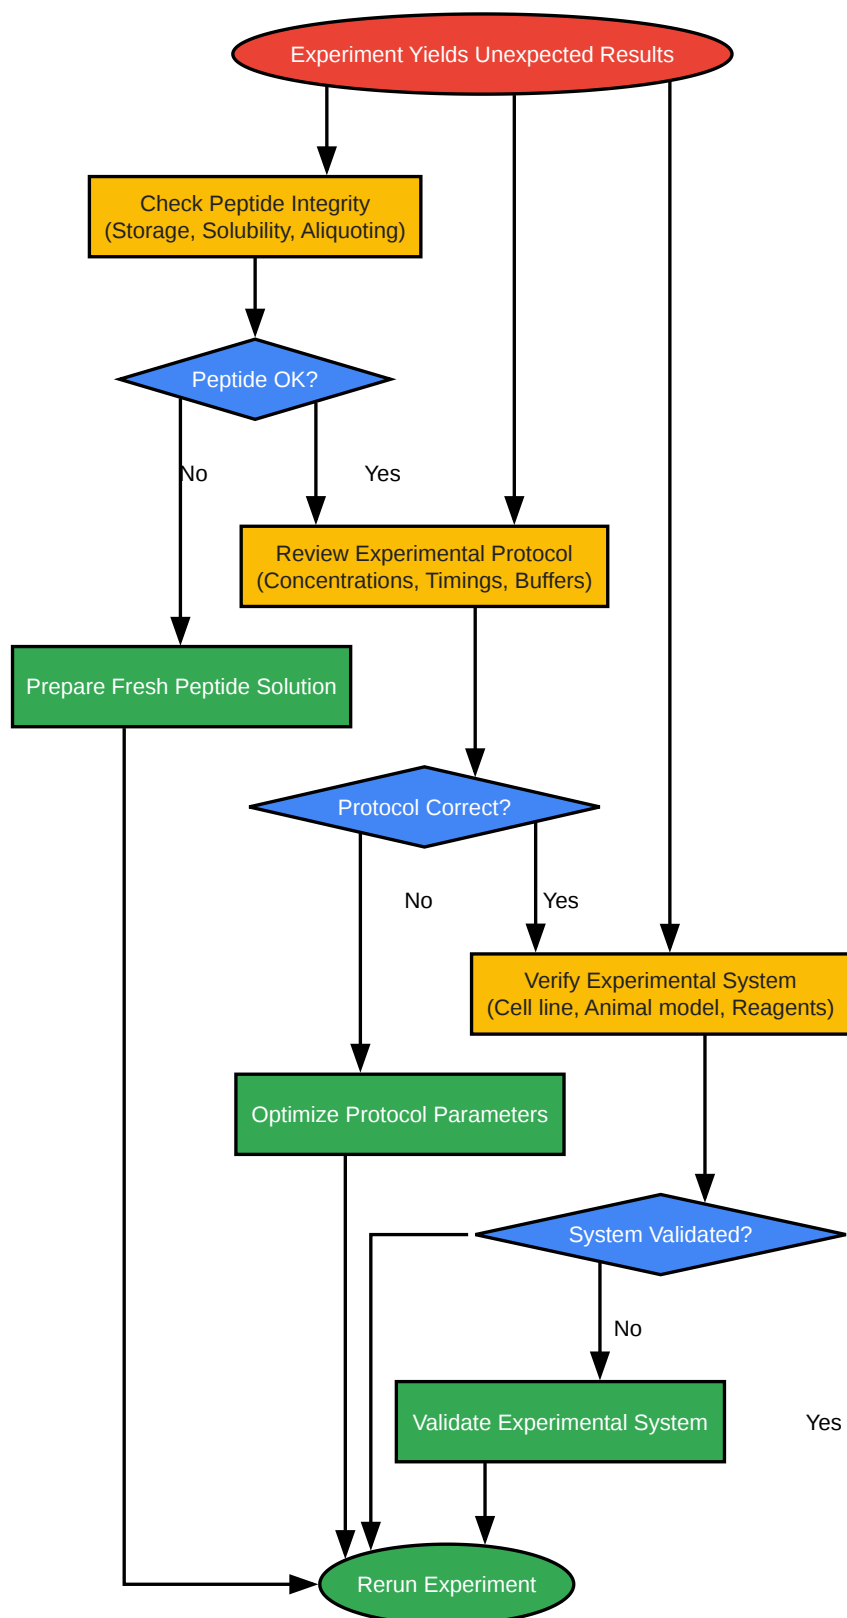 Experiment Yields Unexpected Results
Check Peptide Integrity
(Storage, Solubility, Aliquoting)
Peptide OK?
No
Yes
Review Experimental Protocol
(Concentrations, Timings, Buffers)
Prepare Fresh Peptide Solution
Protocol Correct?
No
Yes
Verify Experimental System
(Cell line, Animal model, Reagents)
Optimize Protocol Parameters
System Validated?
No
Validate Experimental System
Yes
Rerun Experiment